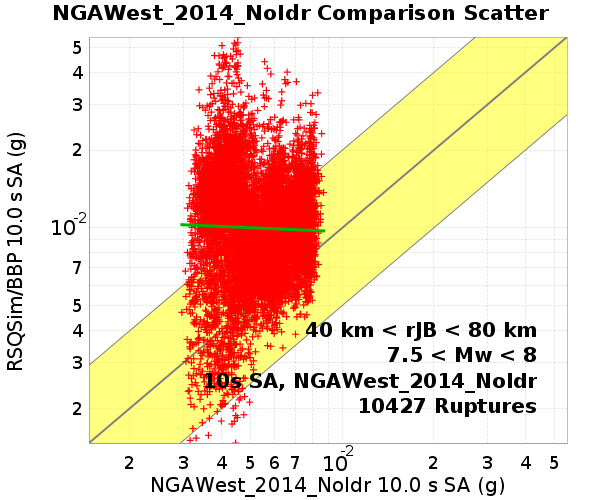 NGAWest_2014_NoIdr Comparison Scatter
RSQSim/BBP 10.0 s SA (g)
5
4
3
2
10-2
7
5
4
3
2
40 km < rJB < 80 km
7.5 < Mw < 8
10s SA, NGAWest_2014_NoIdr
10427 Ruptures
2 3 4 5 6 7 10-2 2 3 4 5
NGAWest_2014_NoIdr 10.0 s SA (g)